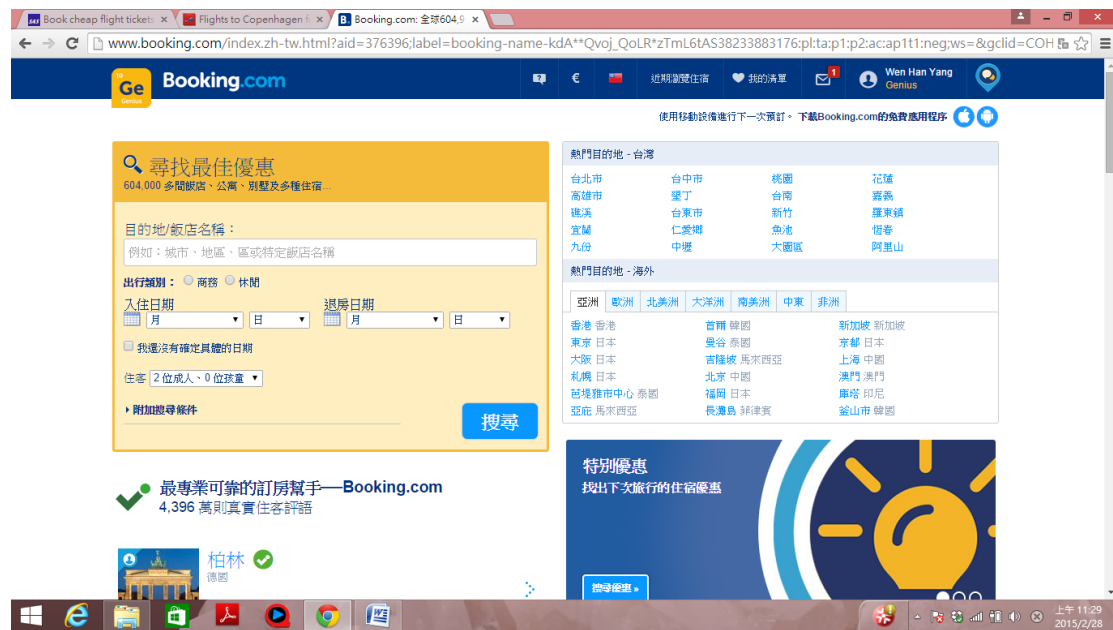 Book cheap flight tickets
Flights to Copenhagen f
Booking.com: 全球604,9
www.booking.com/index.zh-tw.html?aid=376396;label=booking-name-kdA**Qvoj_QoLR*zTmL6tAS38233883176:pl:ta:p1:p2:ac:ap1t1:neg;ws=&gclid=COH
19
Ge
Genius
Booking.com
€
近期瀏覽住宿
我的清單
1
Wen Han Yang
Genius
使用移動設備進行下一次預訂。 下載Booking.com的免費應用程序
尋找最佳優惠
604,000 多間飯店、公寓、別墅及多種住宿...
目的地/飯店名稱：
例如：城市、地區、區或特定飯店名稱
出行類別： 商務 休閒
入住日期 退房日期
月 日 月 日
我還沒有確定具體的日期
住客 2 位成人、0 位孩童
附加搜尋條件
搜尋
熱門目的地 - 台灣
台北市 台中市 桃園 花蓮
高雄市 墾丁 台南 嘉義
礁溪 台東市 新竹 羅東鎮
宜蘭 仁愛鄉 魚池 恆春
九份 中壢 大園區 阿里山
熱門目的地 - 海外
亞洲 歐洲 北美洲 大洋洲 南美洲 中東 非洲
香港 香港 首爾 韓國 新加坡 新加坡
東京 日本 曼谷 泰國 京都 日本
大阪 日本 吉隆坡 馬來西亞 上海 中國
札幌 日本 北京 中國 澳門 澳門
芭堤雅市中心 泰國 福岡 日本 庫塔 印尼
亞庇 馬來西亞 長灘島 菲律賓 釜山市 韓國
最專業可靠的訂房幫手──Booking.com
4,396 萬則真實住客評語
柏林
德國
特別優惠
找出下次旅行的住宿優惠
搜尋優惠 »
上午 11:29
2015/2/28